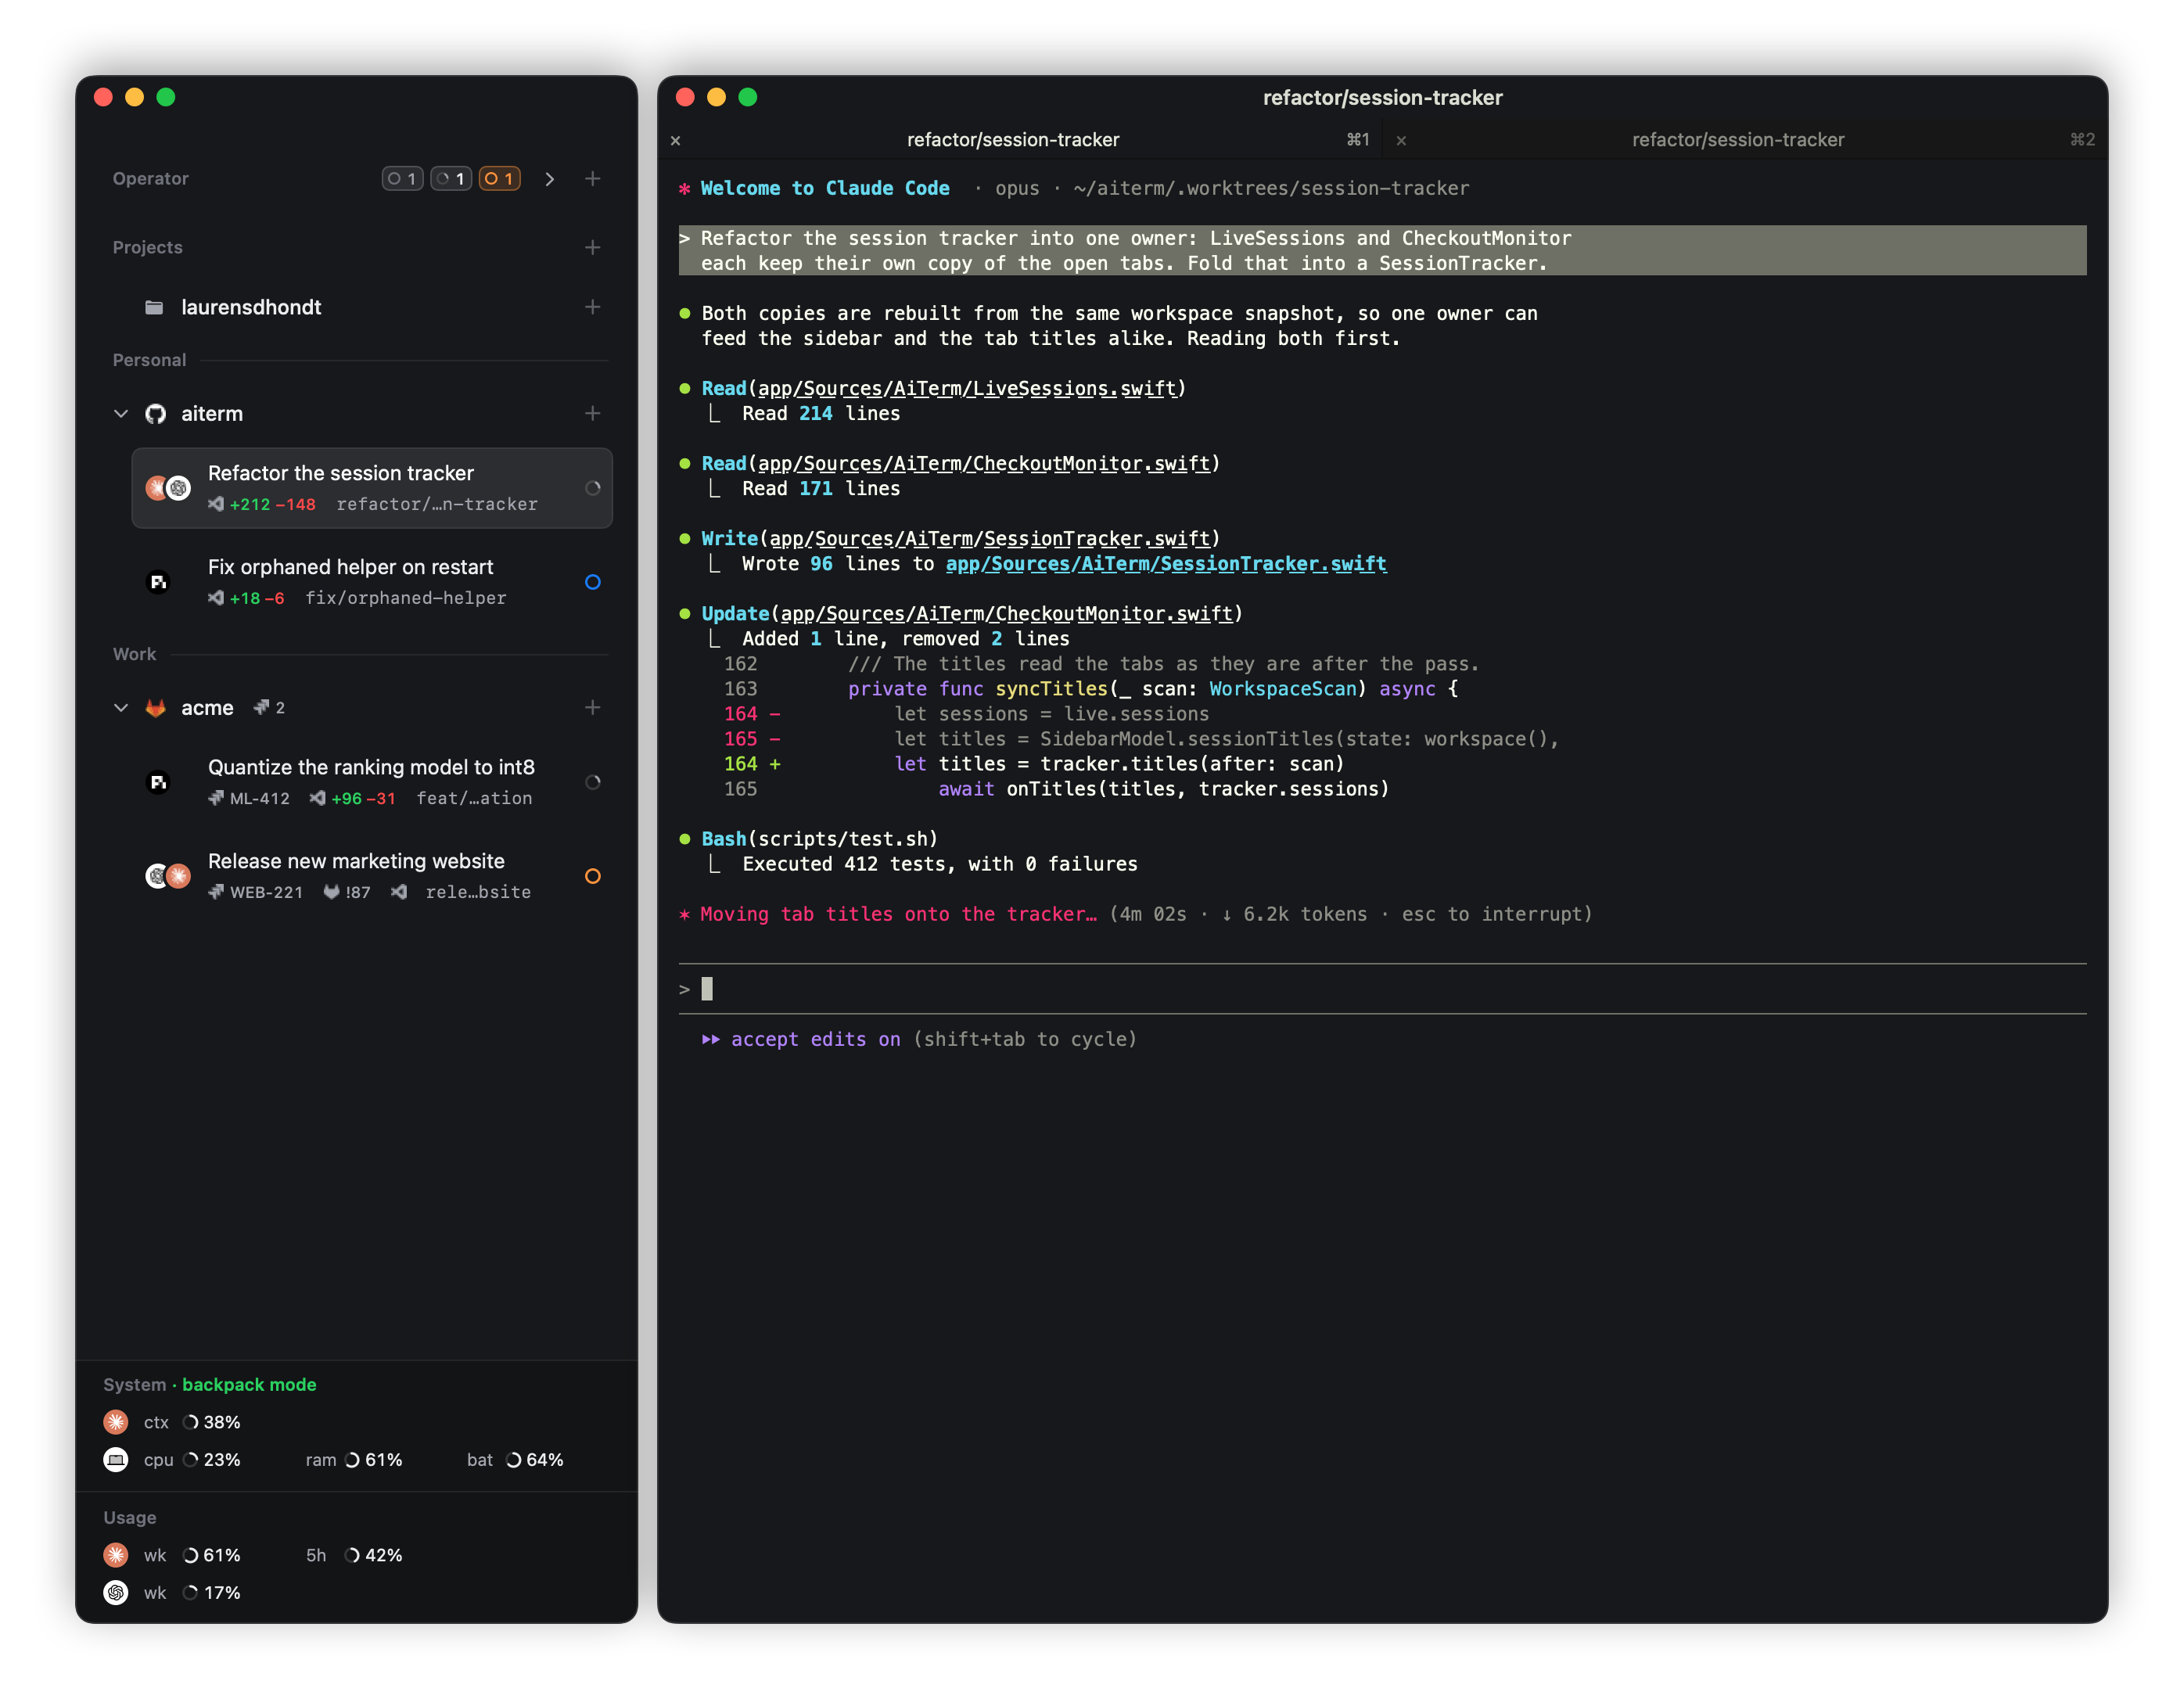 Operator 1 1 1
Projects
laurensdhondt
Personal
aiterm
Refactor the session tracker
+212 −148 refactor/…n-tracker
Fix orphaned helper on restart
+18 −6 fix/orphaned-helper
Work
acme 2
Quantize the ranking model to int8
ML-412 +96 −31 feat/…ation
Release new marketing website
WEB-221 !87 rele…bsite
System · backpack mode
ctx 38%
cpu 23% ram 61% bat 64%
Usage
wk 61% 5h 42%
wk 17%
refactor/session-tracker
× refactor/session-tracker ⌘1 × refactor/session-tracker ⌘2
✻ Welcome to Claude Code · opus · ~/aiterm/.worktrees/session-tracker
> Refactor the session tracker into one owner: LiveSessions and CheckoutMonitor
each keep their own copy of the open tabs. Fold that into a SessionTracker.
● Both copies are rebuilt from the same workspace snapshot, so one owner can
feed the sidebar and the tab titles alike. Reading both first.
● Read(app/Sources/AiTerm/LiveSessions.swift)
⎿ Read 214 lines
● Read(app/Sources/AiTerm/CheckoutMonitor.swift)
⎿ Read 171 lines
● Write(app/Sources/AiTerm/SessionTracker.swift)
⎿ Wrote 96 lines to app/Sources/AiTerm/SessionTracker.swift
● Update(app/Sources/AiTerm/CheckoutMonitor.swift)
⎿ Added 1 line, removed 2 lines
162 /// The titles read the tabs as they are after the pass.
163 private func syncTitles(_ scan: WorkspaceScan) async {
164 - let sessions = live.sessions
165 - let titles = SidebarModel.sessionTitles(state: workspace(),
164 + let titles = tracker.titles(after: scan)
165 await onTitles(titles, tracker.sessions)
● Bash(scripts/test.sh)
⎿ Executed 412 tests, with 0 failures
✶ Moving tab titles onto the tracker… (4m 02s · ↓ 6.2k tokens · esc to interrupt)
>
⏵⏵ accept edits on (shift+tab to cycle)